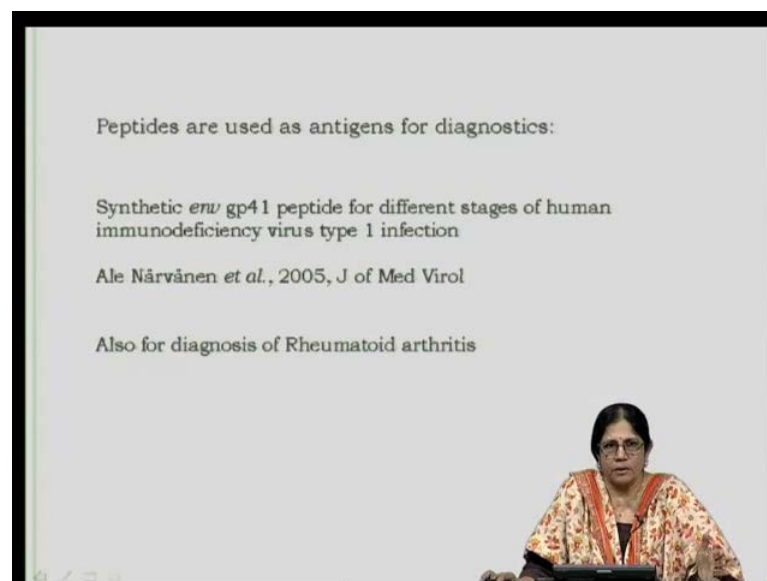 Peptides are used as antigens for diagnostics:
Synthetic env gp41 peptide for different stages of human
immunodeficiency virus type 1 infection
Ale Närvänen et al., 2005, J of Med Virol
Also for diagnosis of Rheumatoid arthritis